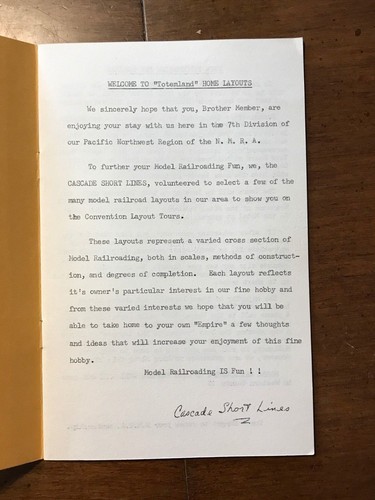 WELCOME TO "Totemland" HOME LAYOUTS
We sincerely hope that you, Brother Member, are
enjoying your stay with us here in the 7th Division of
our Pacific Northwest Region of the N. M. R. A.
To further your Model Railroading Fun, we, the
CASCADE SHORT LINES, volunteered to select a few of the
many model railroad layouts in our area to show you on
the Convention Layout Tours.
These layouts represent a varied cross section of
Model Railroading, both in scales, methods of construct-
ion, and degrees of completion. Each layout reflects
it's owner's particular interest in our fine hobby and
from these varied interests we hope that you will be
able to take home to your own "Empire" a few thoughts
and ideas that will increase your enjoyment of this fine
hobby.
Model Railroading IS Fun ! !
Cascade Short Lines